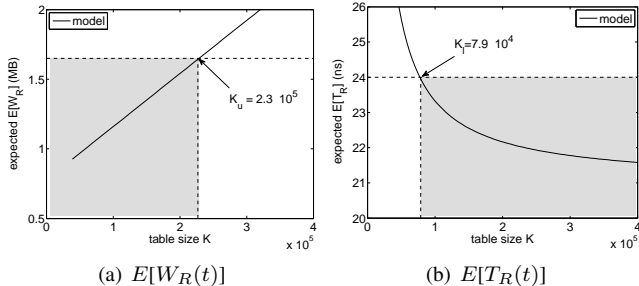 2
1.5
1
0.5
expected E[W_R] (MB)
model
K_u = 2.3 10^5
0 1 2 3 4
x 10^5
table size K
(a) E[W_R(t)]
26
25
24
23
22
21
20
expected E[T_R] (ns)
model
K_l=7.9 10^4
0 1 2 3 4
x 10^5
table size K
(b) E[T_R(t)]